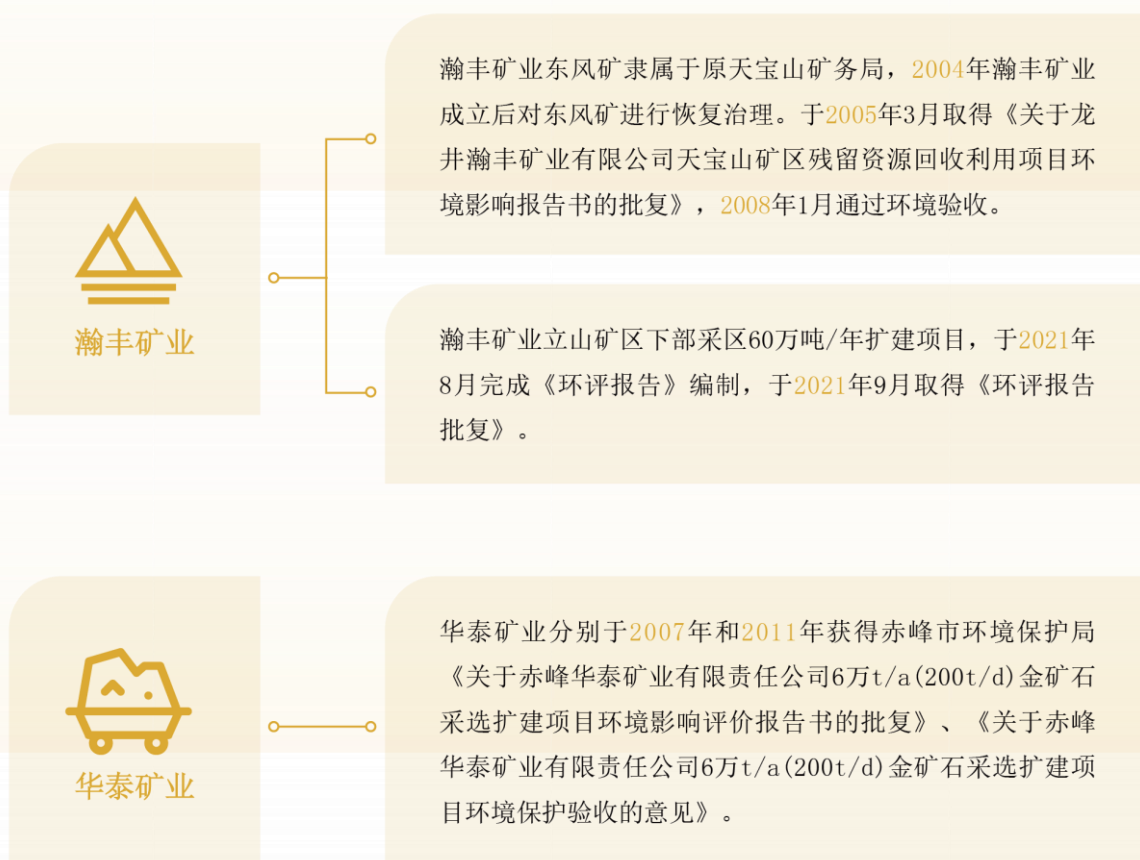 瀚丰矿业东风矿隶属于原天宝山矿务局，2004年瀚丰矿业
成立后对东风矿进行恢复治理。于2005年3月取得《关于龙
井瀚丰矿业有限公司天宝山矿区残留资源回收利用项目环
境影响报告书的批复》，2008年1月通过环境验收。
瀚丰矿业
瀚丰矿业立山矿区下部采区60万吨/年扩建项目，于2021年
8月完成《环评报告》编制，于2021年9月取得《环评报告
批复》。
华泰矿业分别于2007年和2011年获得赤峰市环境保护局
《关于赤峰华泰矿业有限责任公司6万t/a(200t/d)金矿石
采选扩建项目环境影响评价报告书的批复》、《关于赤峰
华泰矿业有限责任公司6万t/a(200t/d)金矿石采选扩建项
目环境保护验收的意见》。
华泰矿业